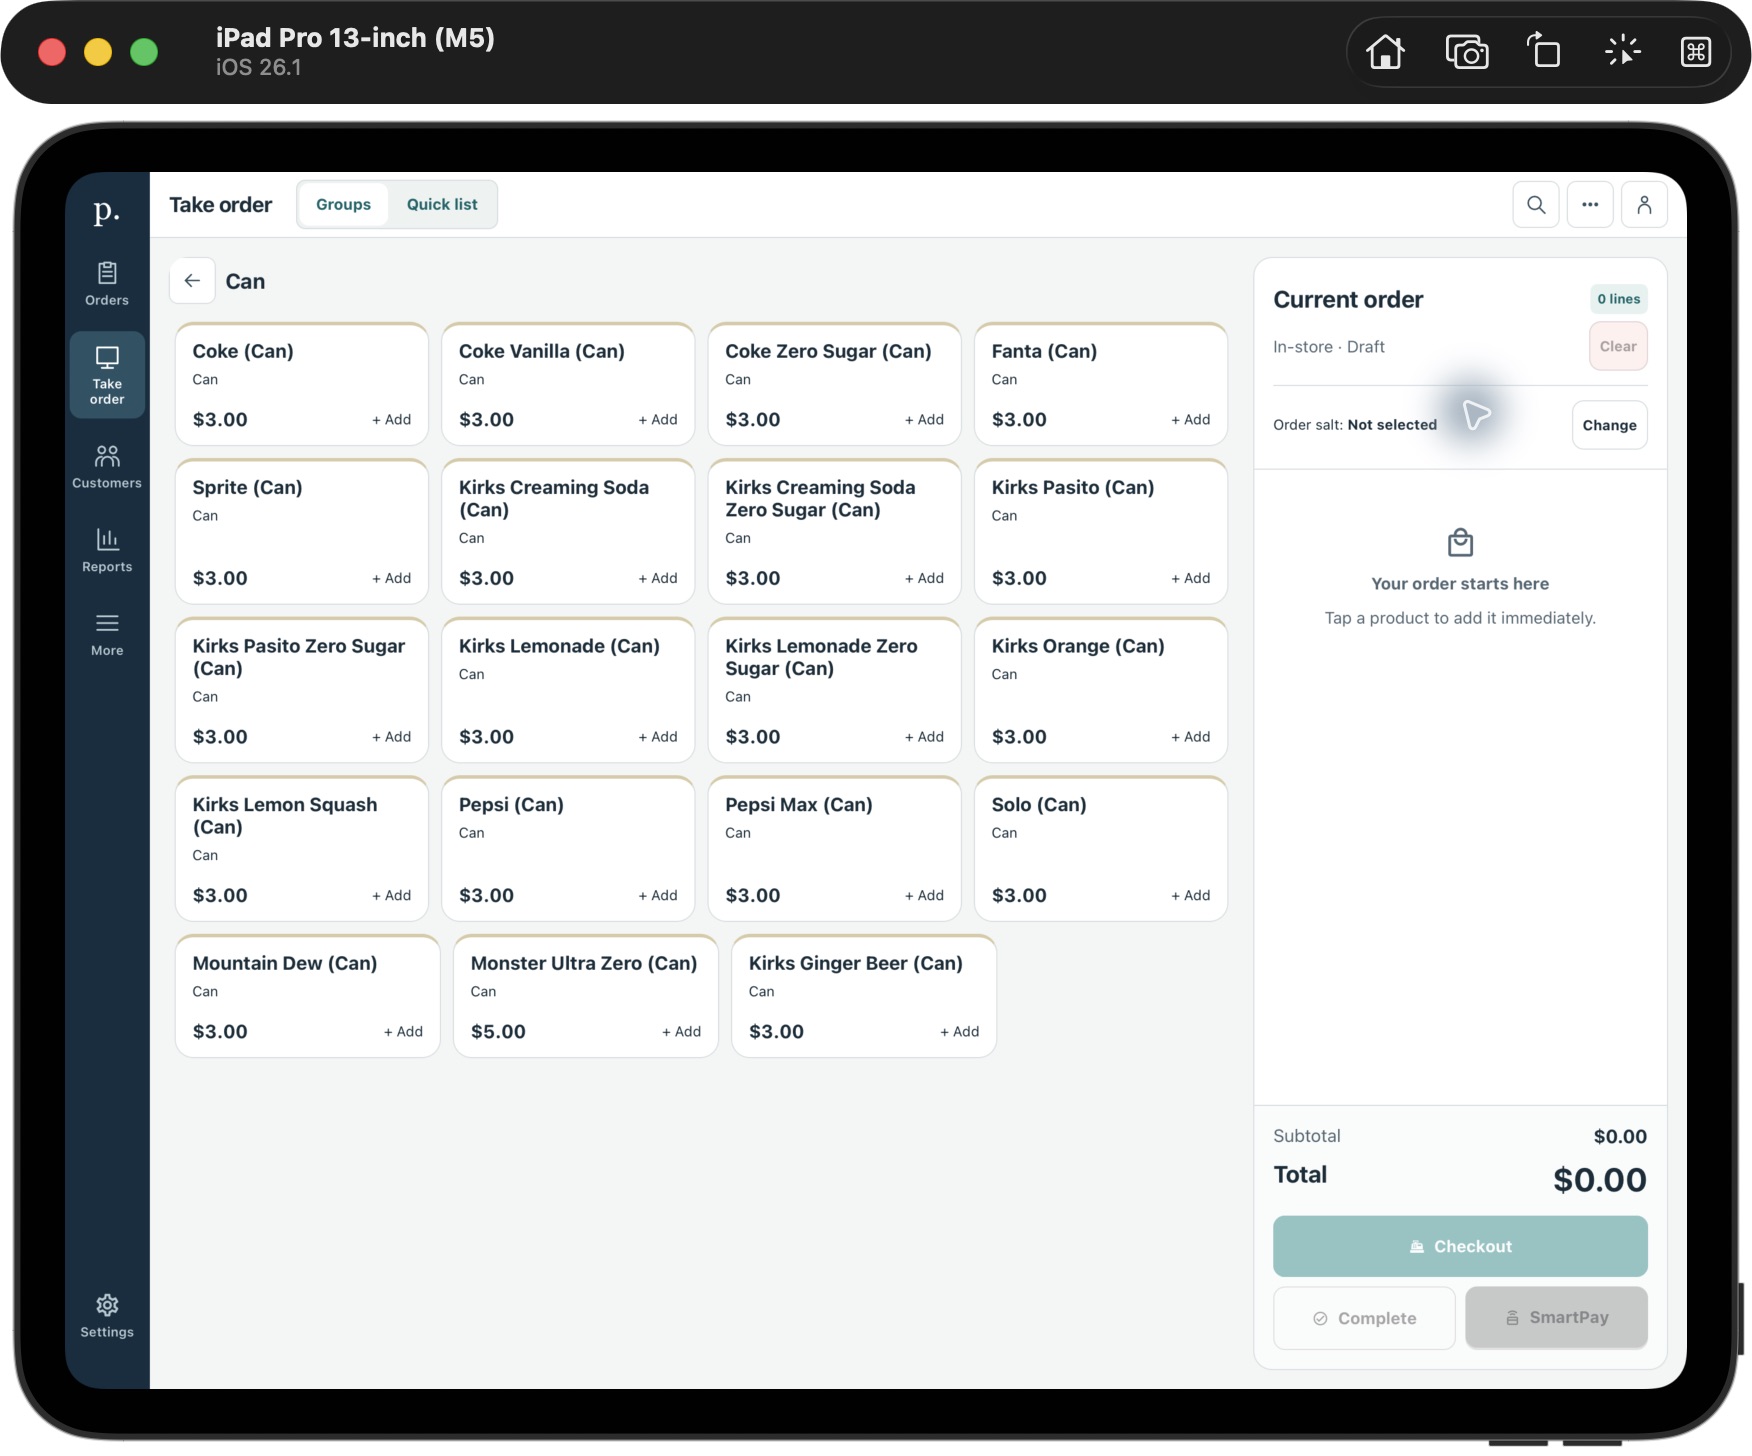 iPad Pro 13-inch (M5)
iOS 26.1
p.
Orders
Take
order
Customers
Reports
More
Settings
Take order
Groups
Quick list
Can
Coke (Can)
Can
$3.00
+ Add
Coke Vanilla (Can)
Can
$3.00
+ Add
Coke Zero Sugar (Can)
Can
$3.00
+ Add
Fanta (Can)
Can
$3.00
+ Add
Sprite (Can)
Can
$3.00
+ Add
Kirks Creaming Soda
(Can)
Can
$3.00
+ Add
Kirks Creaming Soda
Zero Sugar (Can)
Can
$3.00
+ Add
Kirks Pasito (Can)
Can
$3.00
+ Add
Kirks Pasito Zero Sugar
(Can)
Can
$3.00
+ Add
Kirks Lemonade (Can)
Can
$3.00
+ Add
Kirks Lemonade Zero
Sugar (Can)
Can
$3.00
+ Add
Kirks Orange (Can)
Can
$3.00
+ Add
Kirks Lemon Squash
(Can)
Can
$3.00
+ Add
Pepsi (Can)
Can
$3.00
+ Add
Pepsi Max (Can)
Can
$3.00
+ Add
Solo (Can)
Can
$3.00
+ Add
Mountain Dew (Can)
Can
$3.00
+ Add
Monster Ultra Zero (Can)
Can
$5.00
+ Add
Kirks Ginger Beer (Can)
Can
$3.00
+ Add
Current order
0 lines
In-store · Draft
Clear
Order salt: Not selected
Change
Your order starts here
Tap a product to add it immediately.
Subtotal
$0.00
Total
$0.00
Checkout
Complete
SmartPay